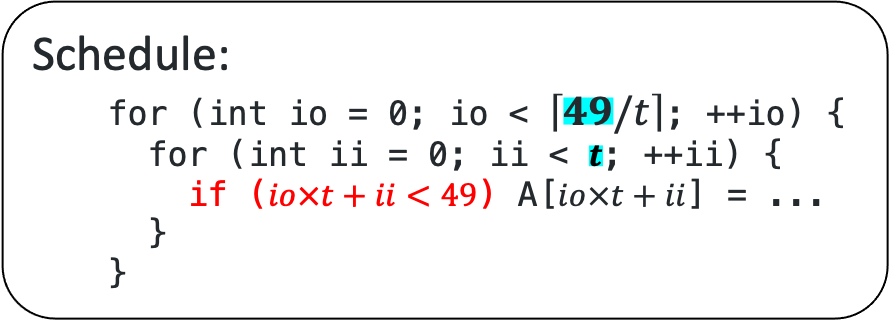 Schedule:
for (int io = 0; io < ⌈49/t⌉; ++io) {
for (int ii = 0; ii < t; ++ii) {
if (io×t + ii < 49) A[io×t + ii] = ...
}
}